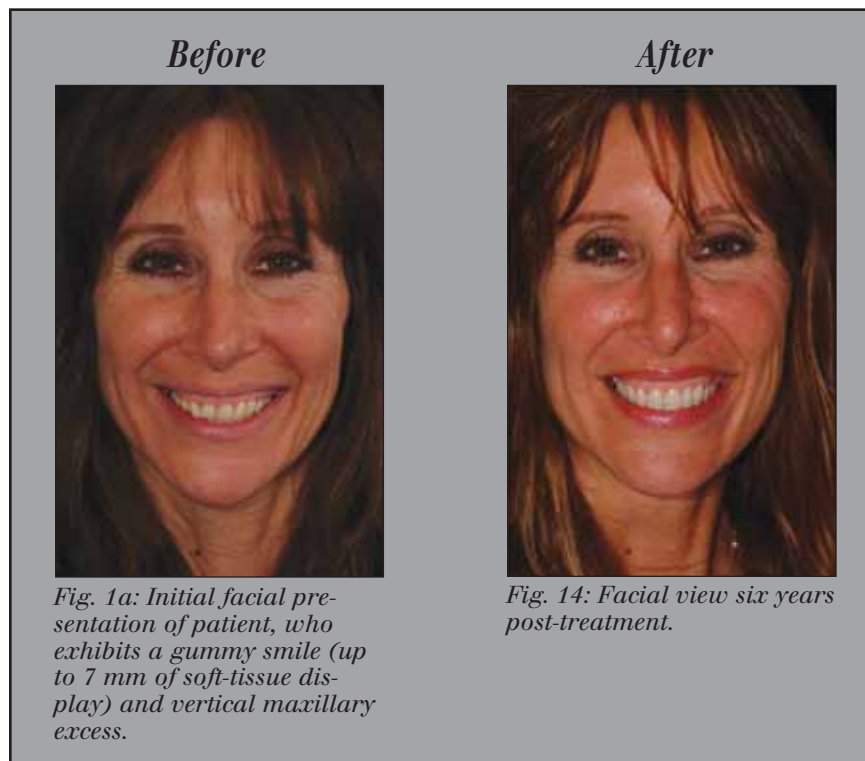 Before
After
Fig. 1a: Initial facial pre-
sentation of patient, who
exhibits a gummy smile (up
to 7 mm of soft-tissue dis-
play) and vertical maxillary
excess.
Fig. 14: Facial view six years
post-treatment.